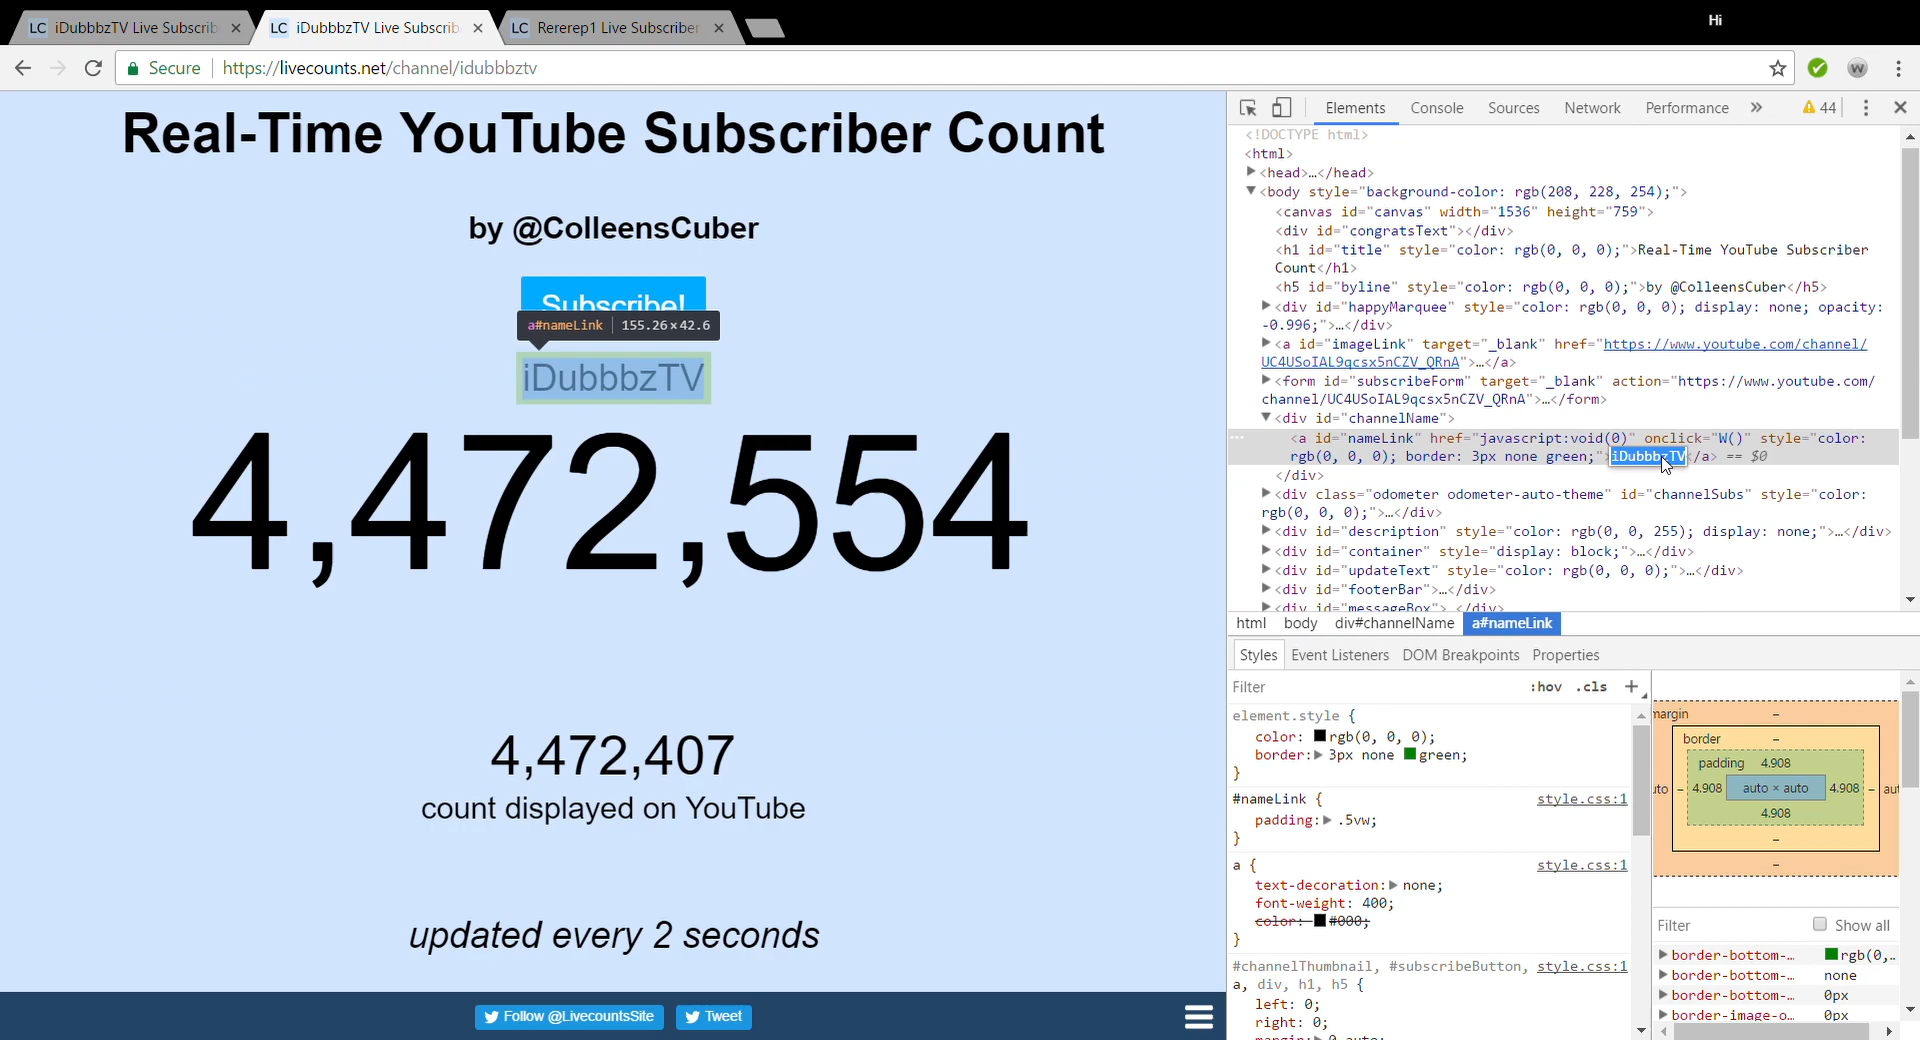 LC iDubbbzTV Live Subscrib
LC iDubbbzTV Live Subscrib
LC Rererep1 Live Subscriber
Hi
Secure https://livecounts.net/channel/idubbbztv
W
Real-Time YouTube Subscriber Count
by @ColleensCuber
Subscribe!
a#nameLink 155.26×42.6
iDubbbzTV
4,472,554
4,472,407
count displayed on YouTube
updated every 2 seconds
Follow @LivecountsSite
Tweet
Elements Console Sources Network Performance » 44
<!DOCTYPE html>
<html>
<head>…</head>
<body style="background-color: rgb(208, 228, 254);">
<canvas id="canvas" width="1536" height="759">
<div id="congratsText"></div>
<h1 id="title" style="color: rgb(0, 0, 0);">Real-Time YouTube Subscriber
Count</h1>
<h5 id="byline" style="color: rgb(0, 0, 0);">by @ColleensCuber</h5>
<div id="happyMarquee" style="color: rgb(0, 0, 0); display: none; opacity:
-0.996;">…</div>
<a id="imageLink" target="_blank" href="https://www.youtube.com/channel/
UC4USoIAL9qcsx5nCZV_QRnA">…</a>
<form id="subscribeForm" target="_blank" action="https://www.youtube.com/
channel/UC4USoIAL9qcsx5nCZV_QRnA">…</form>
<div id="channelName">
<a id="nameLink" href="javascript:void(0)" onclick="W()" style="color:
rgb(0, 0, 0); border: 3px none green;">iDubbbzTV</a> == $0
</div>
<div class="odometer odometer-auto-theme" id="channelSubs" style="color:
rgb(0, 0, 0);">…</div>
<div id="description" style="color: rgb(0, 0, 255); display: none;">…</div>
<div id="container" style="display: block;">…</div>
<div id="updateText" style="color: rgb(0, 0, 0);">…</div>
<div id="footerBar">…</div>
<div id="messageBox"> </div>
html body div#channelName a#nameLink
Styles Event Listeners DOM Breakpoints Properties
Filter :hov .cls +
element.style {
color: rgb(0, 0, 0);
border: 3px none green;
}
#nameLink { style.css:1
padding: .5vw;
}
a { style.css:1
text-decoration: none;
font-weight: 400;
color: #000;
}
#channelThumbnail, #subscribeButton, style.css:1
a, div, h1, h5 {
left: 0;
right: 0;
margin: 0 auto;
margin –
border –
padding 4.908
uto – 4.908 auto × auto 4.908 – aut
4.908
–
–
Filter Show all
border-bottom-… rgb(0,…
border-bottom-… none
border-bottom-… 0px
border-image-o… 0px